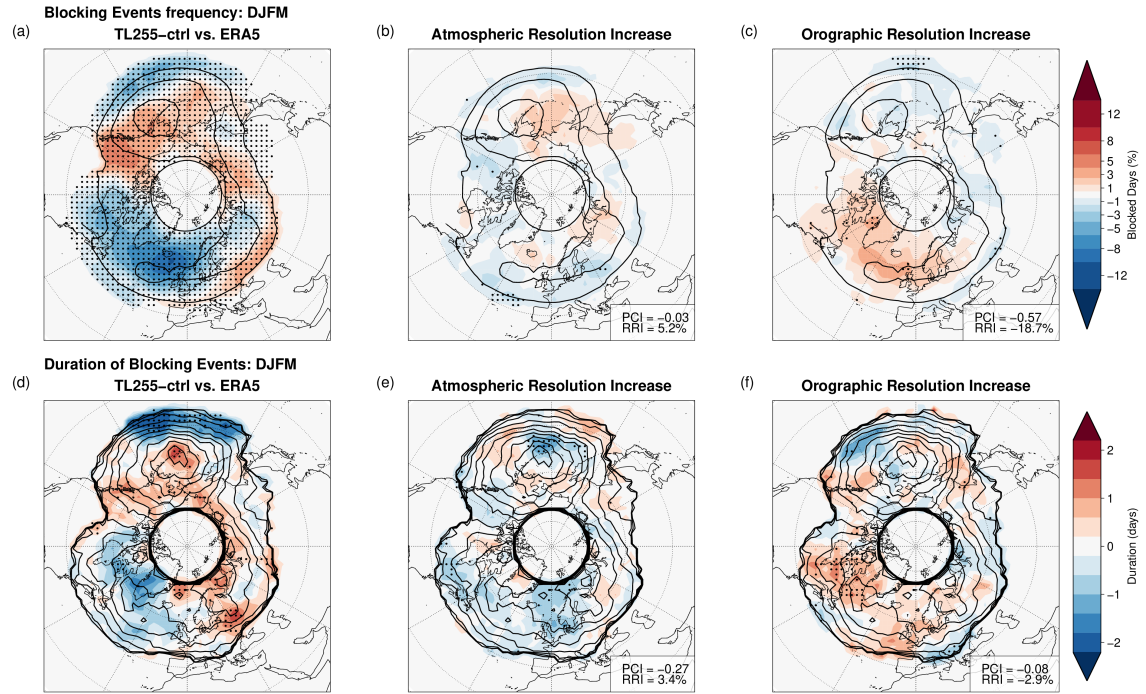 Blocking Events frequency: DJFM
(a) TL255−ctrl vs. ERA5
(b) Atmospheric Resolution Increase
(c) Orographic Resolution Increase
PCI = −0.03
RRI = 5.2%
PCI = −0.57
RRI = −18.7%
12
8
5
3
1
−1
−3
−5
−8
−12
Blocked Days (%)
Duration of Blocking Events: DJFM
(d) TL255−ctrl vs. ERA5
(e) Atmospheric Resolution Increase
(f) Orographic Resolution Increase
PCI = −0.27
RRI = 3.4%
PCI = −0.08
RRI = −2.9%
2
1
0
−1
−2
Duration (days)